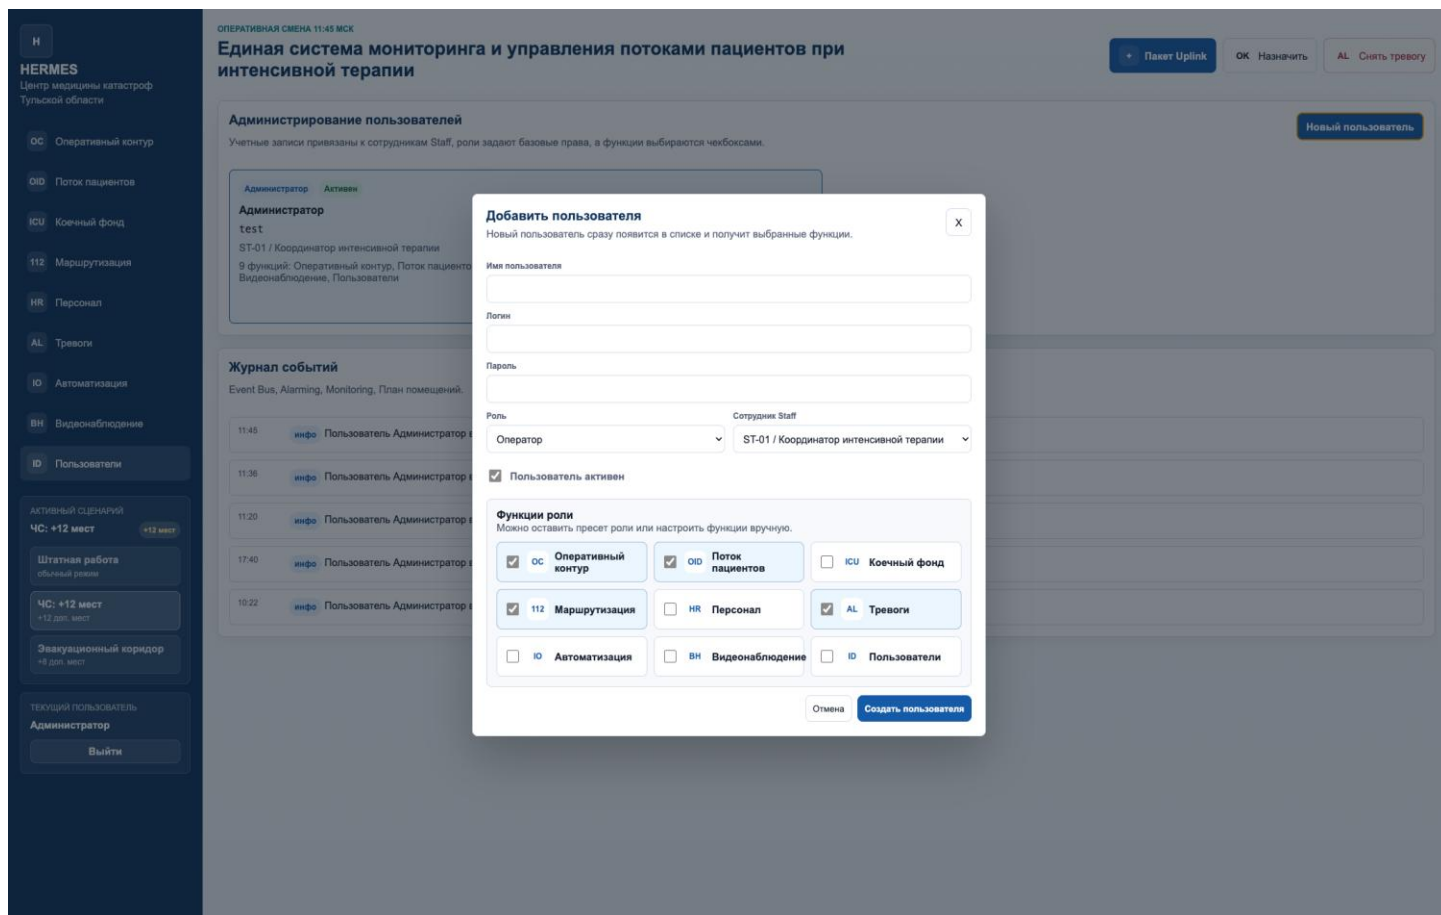 H
HERMES
Центр медицины катастроф
Тульской области
OC Оперативный контур
OID Поток пациентов
ICU Коечный фонд
112 Маршрутизация
HR Персонал
AL Тревоги
IO Автоматизация
BH Видеонаблюдение
ID Пользователи
АКТИВНЫЙ СЦЕНАРИЙ
ЧС: +12 мест +12 мест
Штатная работа
обычный режим
ЧС: +12 мест
+12 доп. мест
Эвакуационный коридор
+8 доп. мест
ТЕКУЩИЙ ПОЛЬЗОВАТЕЛЬ
Администратор
Выйти
ОПЕРАТИВНАЯ СМЕНА 11:45 МСК
Единая система мониторинга и управления потоками пациентов при
интенсивной терапии
+ Пакет Uplink
OK Назначить
AL Снять тревогу
Администрирование пользователей
Учетные записи привязаны к сотрудникам Staff, роли задают базовые права, а функции выбираются чекбоксами.
Новый пользователь
Администратор Активен
Администратор
test
ST-01 / Координатор интенсивной терапии
9 функций: Оперативный контур, Поток пациенто
Видеонаблюдение, Пользователи
Журнал событий
Event Bus, Alarming, Monitoring, План помещений.
11:45 инфо Пользователь Администратор в
11:36 инфо Пользователь Администратор в
11:20 инфо Пользователь Администратор в
17:40 инфо Пользователь Администратор в
10:22 инфо Пользователь Администратор в
Добавить пользователя
Новый пользователь сразу появится в списке и получит выбранные функции.
X
Имя пользователя
Логин
Пароль
Роль Сотрудник Staff
Оператор ST-01 / Координатор интенсивной терапии
Пользователь активен
Функции роли
Можно оставить пресет роли или настроить функции вручную.
OC Оперативный контур
OID Поток пациентов
ICU Коечный фонд
112 Маршрутизация
HR Персонал
AL Тревоги
IO Автоматизация
BH Видеонаблюдение
ID Пользователи
Отмена
Создать пользователя